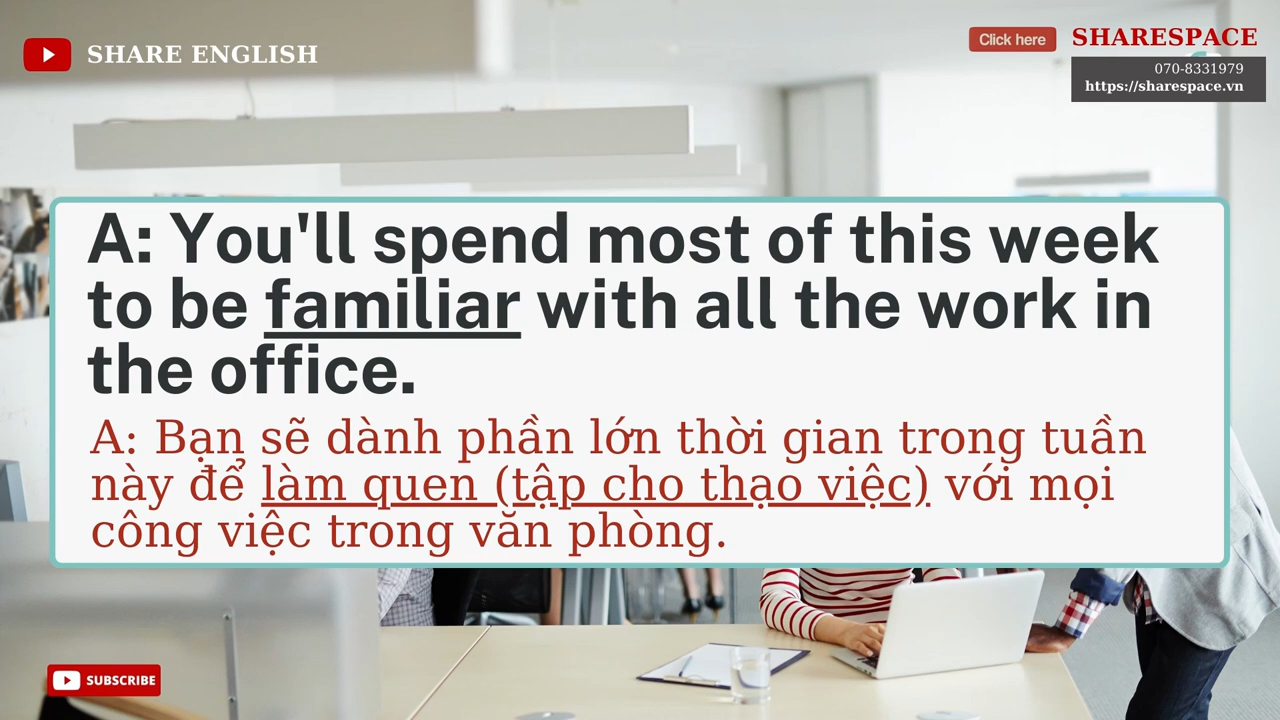 SHARE ENGLISH
Click here
SHARESPACE
070-8331979
https://sharespace.vn
A: You'll spend most of this week
to be familiar with all the work in
the office.
A: Bạn sẽ dành phần lớn thời gian trong tuần
này để làm quen (tập cho thạo việc) với mọi
công việc trong văn phòng.
SUBSCRIBE